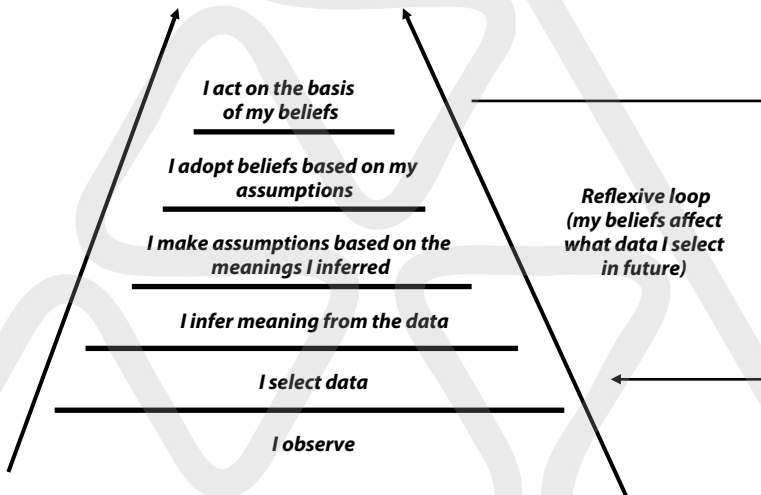 I act on the basis
of my beliefs
I adopt beliefs based on my
assumptions
I make assumptions based on the
meanings I inferred
I infer meaning from the data
I select data
I observe
Reflexive loop
(my beliefs affect
what data I select
in future)